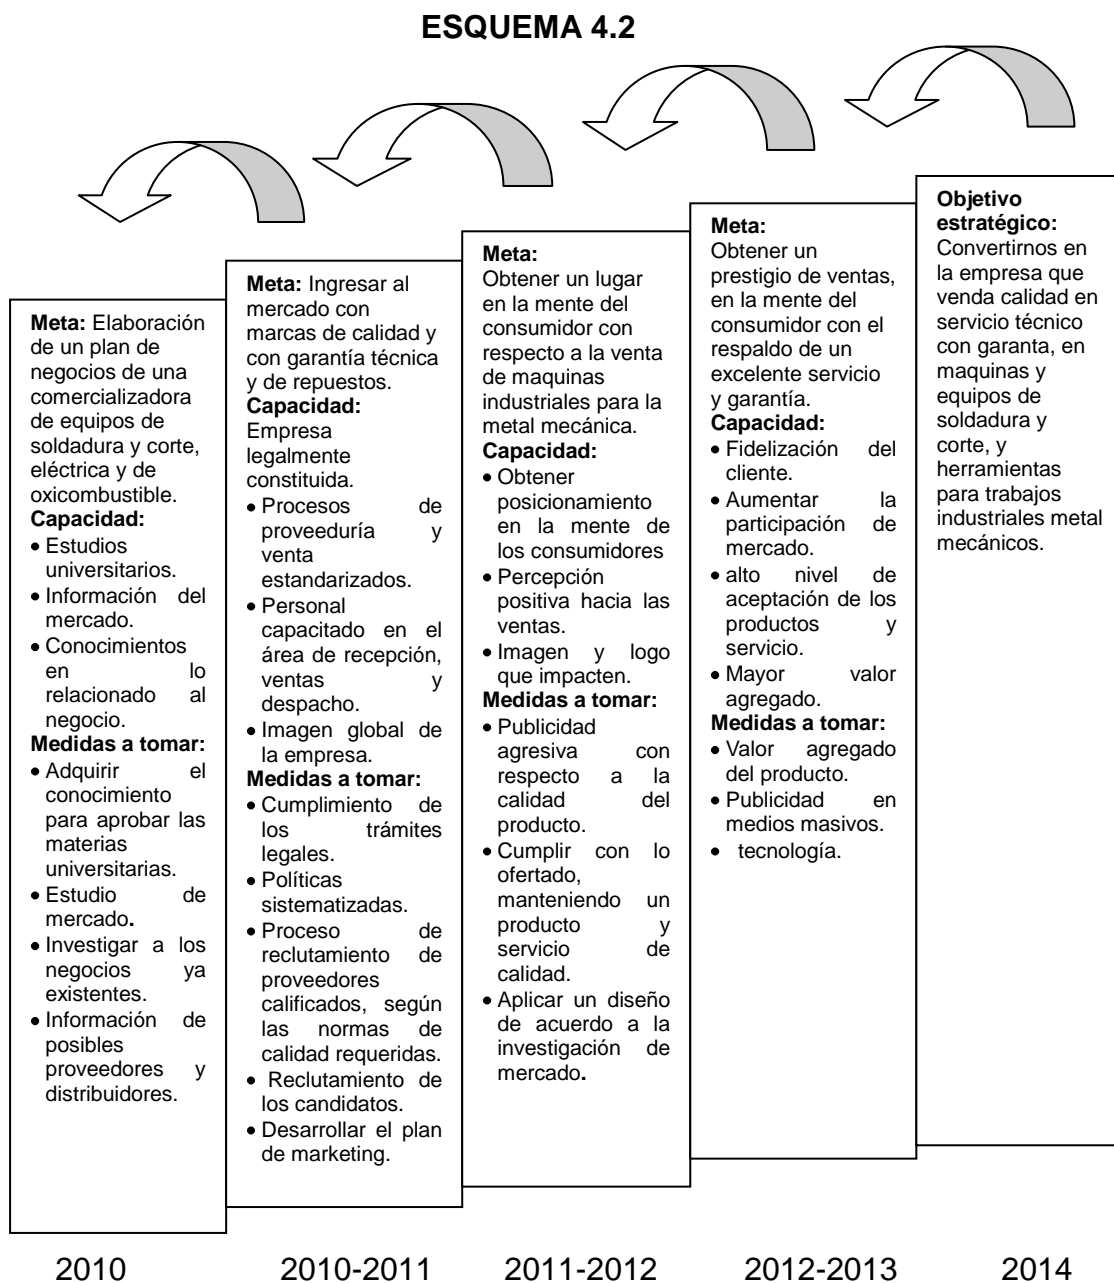 ESQUEMA 4.2
Meta: Elaboración
de un plan de
negocios de una
comercializadora
de equipos de
soldadura y corte,
eléctrica y de
oxicombustible.
Capacidad:
• Estudios
universitarios.
• Información del
mercado.
• Conocimientos
en lo
relacionado al
negocio.
Medidas a tomar:
• Adquirir el
conocimiento
para aprobar las
materias
universitarias.
• Estudio de
mercado.
• Investigar a los
negocios ya
existentes.
• Información de
posibles
proveedores y
distribuidores.
Meta: Ingresar al
mercado con
marcas de calidad y
con garantía técnica
y de repuestos.
Capacidad:
Empresa
legalmente
constituida.
• Procesos de
proveeduría y
venta
estandarizados.
• Personal
capacitado en el
área de recepción,
ventas y
despacho.
• Imagen global de
la empresa.
Medidas a tomar:
• Cumplimiento de
los trámites
legales.
• Políticas
sistematizadas.
• Proceso de
reclutamiento de
proveedores
calificados, según
las normas de
calidad requeridas.
• Reclutamiento de
los candidatos.
• Desarrollar el plan
de marketing.
Meta:
Obtener un lugar
en la mente del
consumidor con
respecto a la venta
de maquinas
industriales para la
metal mecánica.
Capacidad:
• Obtener
posicionamiento
en la mente de
los consumidores
• Percepción
positiva hacia las
ventas.
• Imagen y logo
que impacten.
Medidas a tomar:
• Publicidad
agresiva con
respecto a la
calidad del
producto.
• Cumplir con lo
ofertado,
manteniendo un
producto y
servicio de
calidad.
• Aplicar un diseño
de acuerdo a la
investigación de
mercado.
Meta:
Obtener un
prestigio de ventas,
en la mente del
consumidor con el
respaldo de un
excelente servicio
y garantía.
Capacidad:
• Fidelización del
cliente.
• Aumentar la
participación de
mercado.
• alto nivel de
aceptación de los
productos y
servicio.
• Mayor valor
agregado.
Medidas a tomar:
• Valor agregado
del producto.
• Publicidad en
medios masivos.
• tecnología.
Objetivo
estratégico:
Convertirnos en
la empresa que
venda calidad en
servicio técnico
con garanta, en
maquinas y
equipos de
soldadura y
corte, y
herramientas
para trabajos
industriales metal
mecánicos.
2010 2010-2011 2011-2012 2012-2013 2014